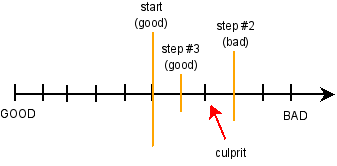 start
(good)
step #2
(bad)
step #3
(good)
GOOD
BAD
culprit